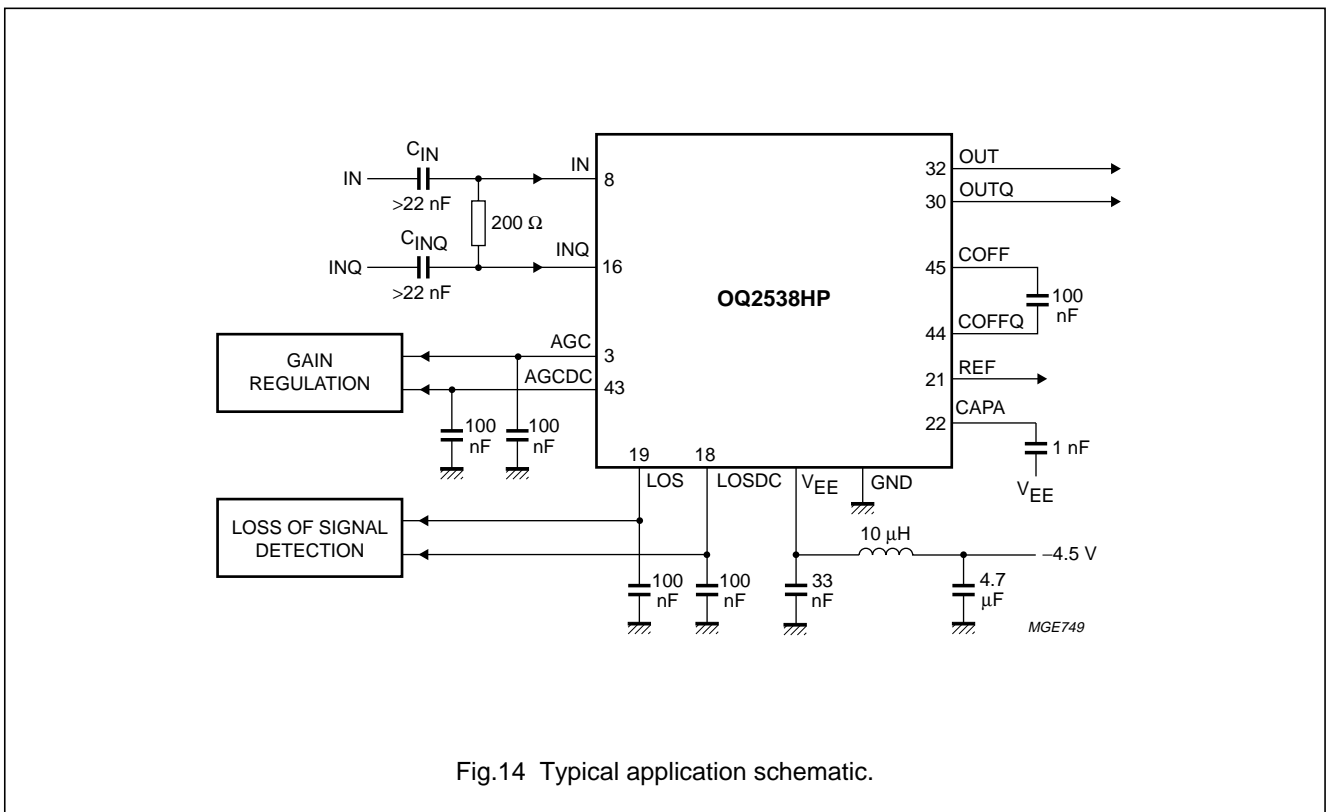 C_IN
IN
>22 nF
200 Ω
C_INQ
INQ
>22 nF
IN
8
INQ
16
OQ2538HP
32
OUT
30
OUTQ
45
COFF
100
nF
44
COFFQ
21
REF
22
CAPA
1 nF
V_EE
GAIN
REGULATION
AGC
3
AGCDC
43
100
nF
100
nF
19
LOS
18
LOSDC
V_EE
GND
LOSS OF SIGNAL
DETECTION
10 μH
−4.5 V
100
nF
100
nF
33
nF
4.7
μF
MGE749
Fig.14 Typical application schematic.